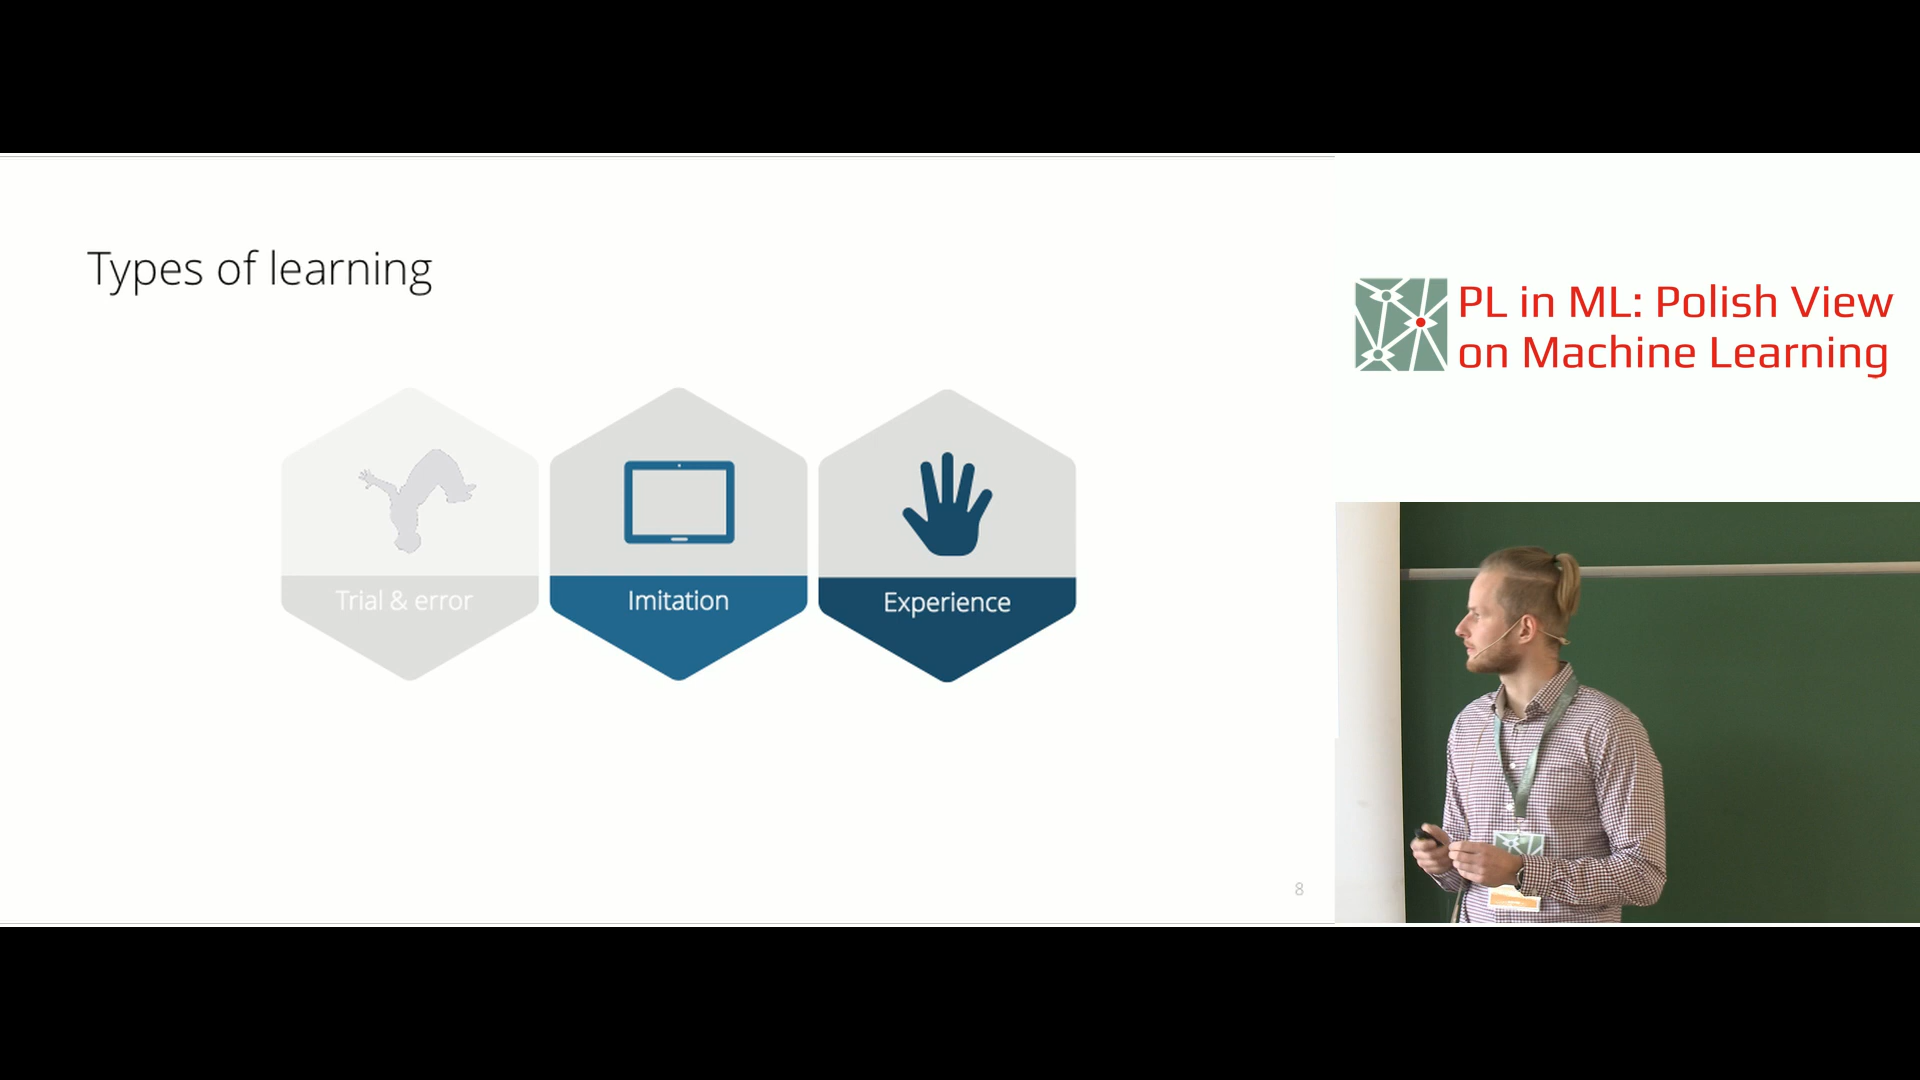 Types of learning
PL in ML: Polish View
on Machine Learning
Trial & error
Imitation
Experience
8